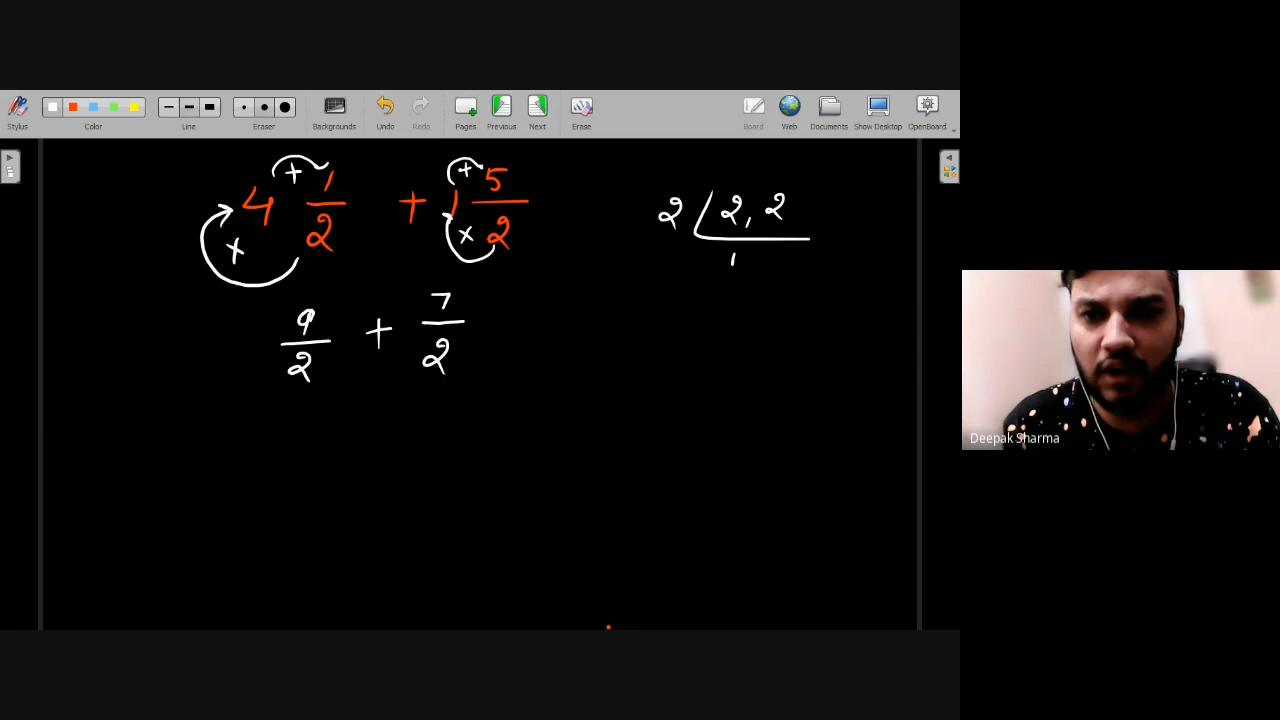 Stylus Color Line Eraser Backgrounds Undo Redo Pages Previous Next Erase Board Web Documents Show Desktop OpenBoard
4 1/2 + 1 5/2
+ +
× ×
9/2 + 7/2
2 2, 2
1
Deepak Sharma